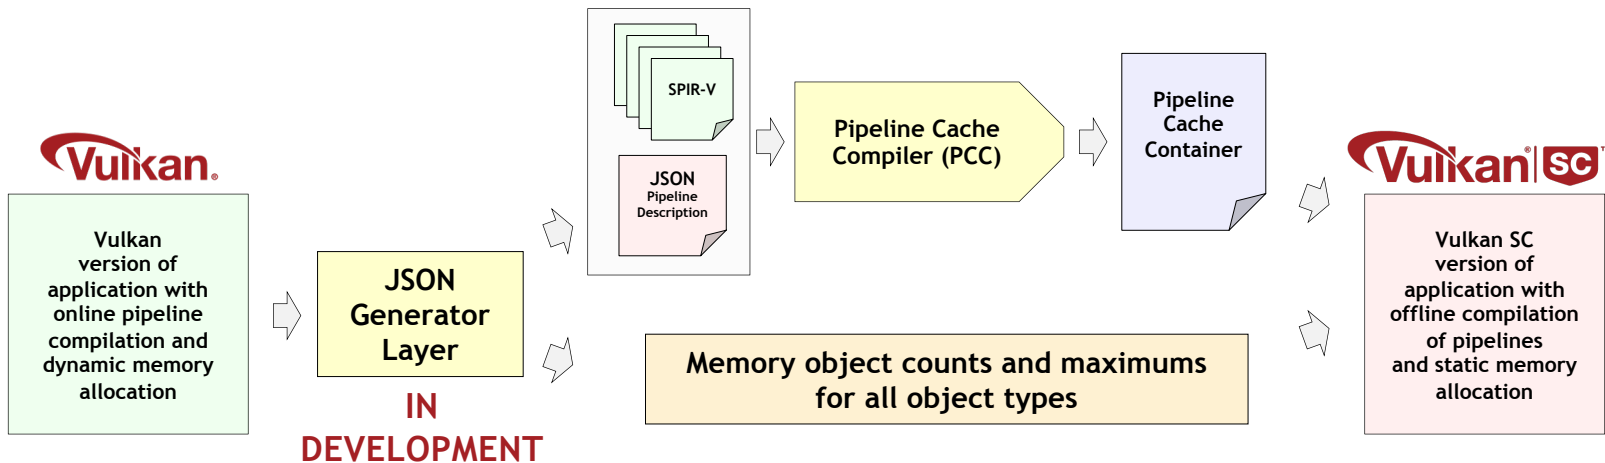 Vulkan®
Vulkan
version of
application with
online pipeline
compilation and
dynamic memory
allocation
JSON
Generator
Layer
IN
DEVELOPMENT
SPIR-V
JSON
Pipeline
Description
Pipeline Cache
Compiler (PCC)
Pipeline
Cache
Container
Memory object counts and maximums
for all object types
Vulkan® SC™
Vulkan SC
version of
application with
offline compilation
of pipelines
and static memory
allocation